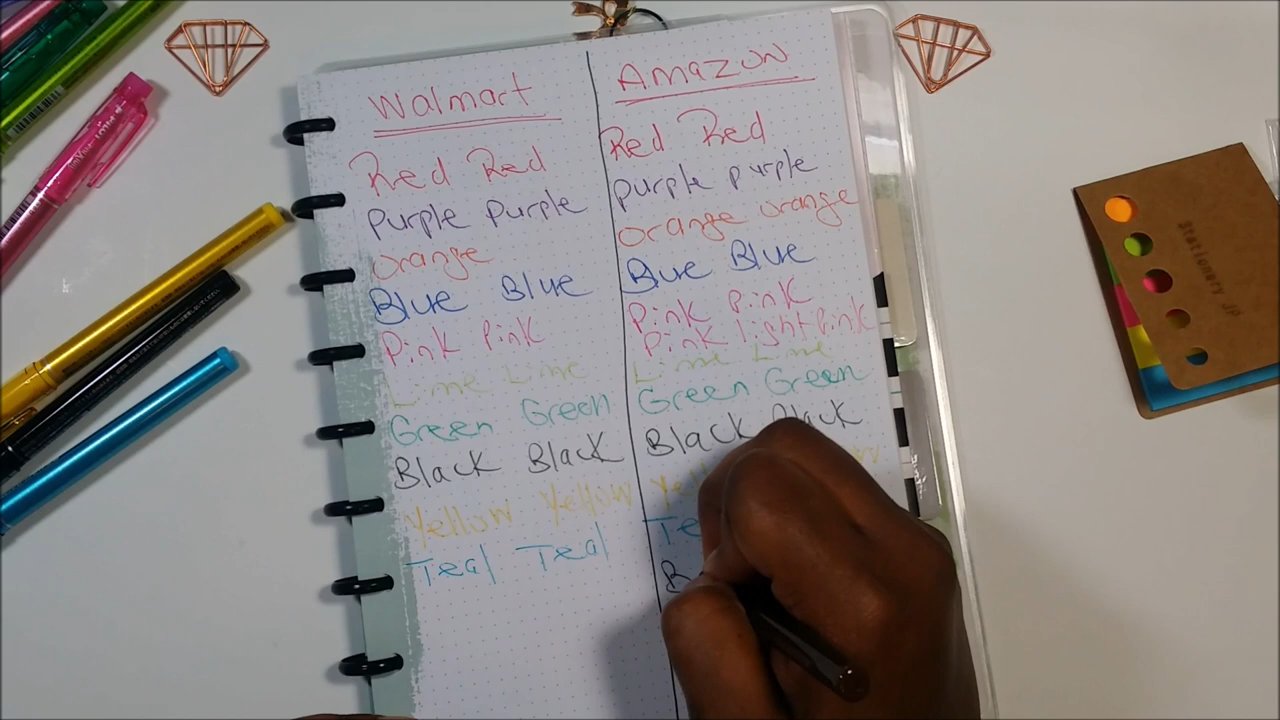 Walmart
Red Red
Purple Purple
orange
Blue Blue
Pink Pink
Lime Lime
Green Green
Black Black
Yellow Yellow
Teal Teal
Amazon
Red Red
purple purple
orange orange
Blue Blue
Pink Pink
Pink light pink
Lime Lime
Green Green
Black
Stationery JP